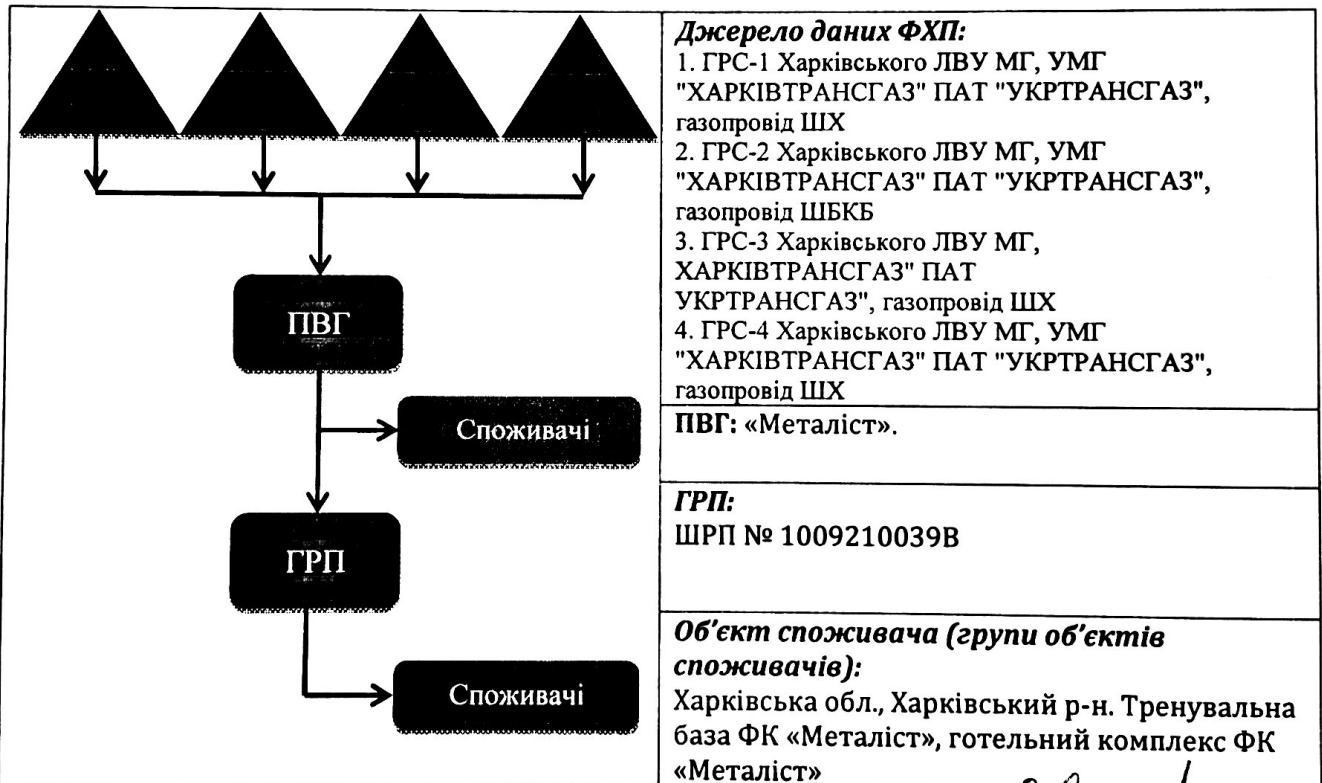 ПВГ
Споживачі
ГРП
Споживачі
Джерело даних ФХП:
1. ГРС-1 Харківського ЛВУ МГ, УМГ
"ХАРКІВТРАНСГАЗ" ПАТ "УКРТРАНСГАЗ",
газопровід ШХ
2. ГРС-2 Харківського ЛВУ МГ, УМГ
"ХАРКІВТРАНСГАЗ" ПАТ "УКРТРАНСГАЗ",
газопровід ШБКБ
3. ГРС-3 Харківського ЛВУ МГ,
ХАРКІВТРАНСГАЗ" ПАТ
УКРТРАНСГАЗ", газопровід ШХ
4. ГРС-4 Харківського ЛВУ МГ, УМГ
"ХАРКІВТРАНСГАЗ" ПАТ "УКРТРАНСГАЗ",
газопровід ШХ
ПВГ: «Металіст».
ГРП:
ШРП № 1009210039В
Об'єкт споживача (групи об'єктів
споживачів):
Харківська обл., Харківський р-н. Тренувальна
база ФК «Металіст», готельний комплекс ФК
«Металіст»